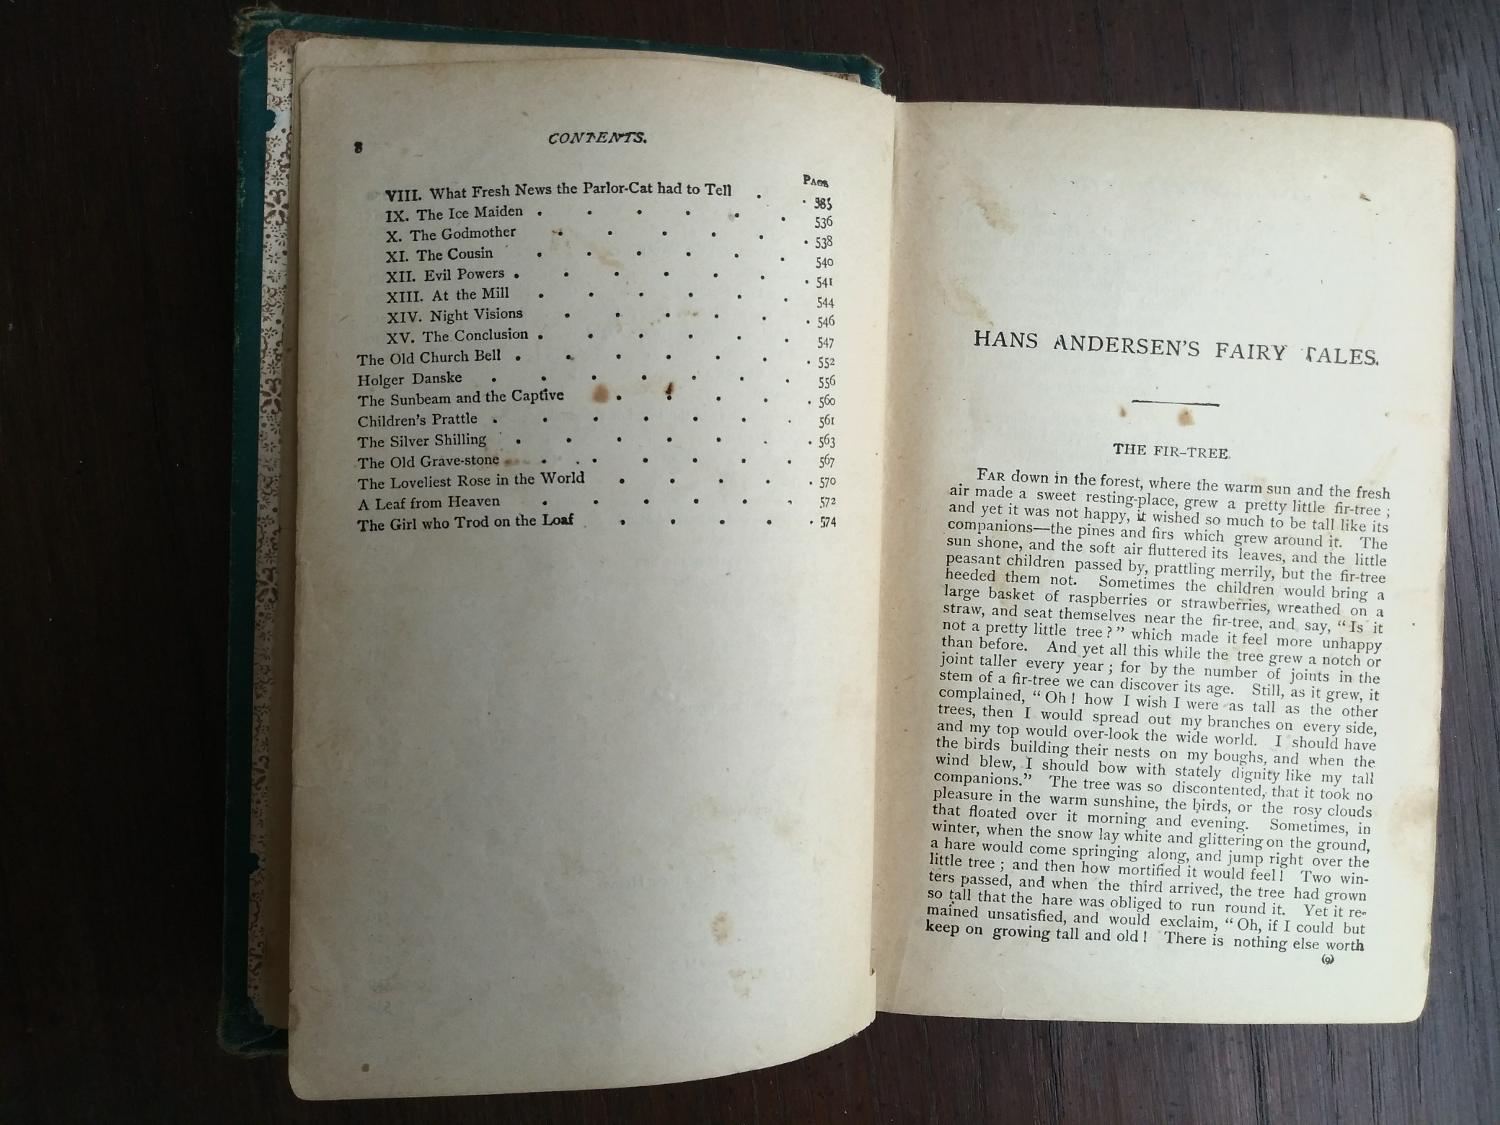 8
CONTENTS.
PAGE
VIII. What Fresh News the Parlor-Cat had to Tell . . 385
IX. The Ice Maiden . . . . . . 536
X. The Godmother . . . . . . 538
XI. The Cousin . . . . . . 540
XII. Evil Powers . . . . . . 541
XIII. At the Mill . . . . . . 544
XIV. Night Visions . . . . . . 546
XV. The Conclusion . . . . . . 547
The Old Church Bell . . . . . . . 552
Holger Danske . . . . . . . 556
The Sunbeam and the Captive . . . . . 560
Children's Prattle . . . . . . . 561
The Silver Shilling . . . . . . . 563
The Old Grave-stone . . . . . . . 567
The Loveliest Rose in the World . . . . . 570
A Leaf from Heaven . . . . . . 572
The Girl who Trod on the Loaf . . . . . 574
HANS ANDERSEN'S FAIRY TALES.
THE FIR-TREE.
FAR down in the forest, where the warm sun and the fresh
air made a sweet resting-place, grew a pretty little fir-tree ;
and yet it was not happy, it wished so much to be tall like its
companions—the pines and firs which grew around it. The
sun shone, and the soft air fluttered its leaves, and the little
peasant children passed by, prattling merrily, but the fir-tree
heeded them not. Sometimes the children would bring a
large basket of raspberries or strawberries, wreathed on a
straw, and seat themselves near the fir-tree, and say, "Is it
not a pretty little tree ?" which made it feel more unhappy
than before. And yet all this while the tree grew a notch or
joint taller every year ; for by the number of joints in the
stem of a fir-tree we can discover its age. Still, as it grew, it
complained, "Oh ! how I wish I were as tall as the other
trees, then I would spread out my branches on every side,
and my top would over-look the wide world. I should have
the birds building their nests on my boughs, and when the
wind blew, I should bow with stately dignity like my tall
companions." The tree was so discontented, that it took no
pleasure in the warm sunshine, the birds, or the rosy clouds
that floated over it morning and evening. Sometimes, in
winter, when the snow lay white and glittering on the ground,
a hare would come springing along, and jump right over the
little tree ; and then how mortified it would feel ! Two win-
ters passed, and when the third arrived, the tree had grown
so tall that the hare was obliged to run round it. Yet it re-
mained unsatisfied, and would exclaim, "Oh, if I could but
keep on growing tall and old ! There is nothing else worth
(9)